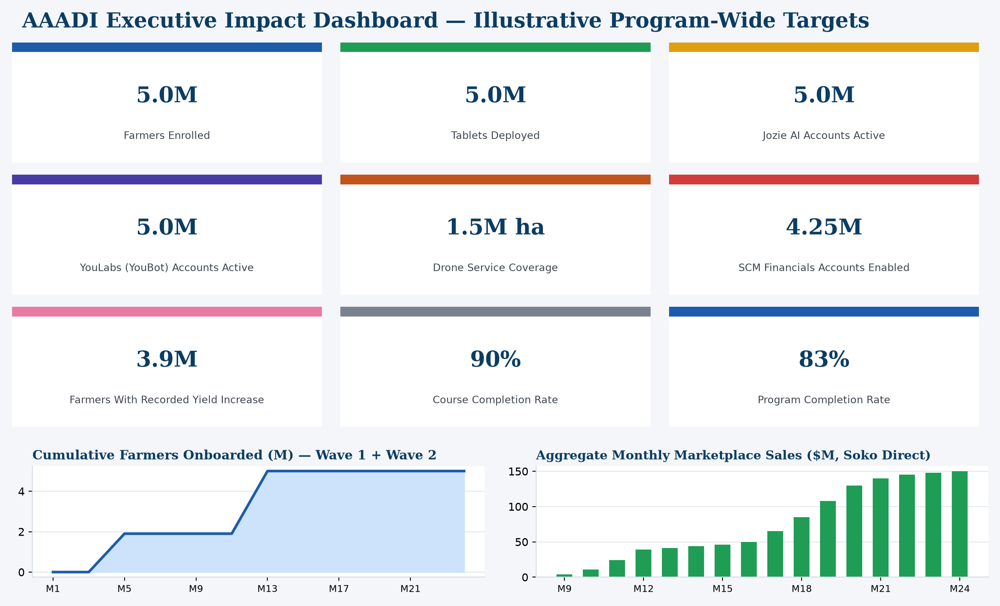 AAADI Executive Impact Dashboard — Illustrative Program-Wide Targets
5.0M
Farmers Enrolled
5.0M
Tablets Deployed
5.0M
Jozie AI Accounts Active
5.0M
YouLabs (YouBot) Accounts Active
1.5M ha
Drone Service Coverage
4.25M
SCM Financials Accounts Enabled
3.9M
Farmers With Recorded Yield Increase
90%
Course Completion Rate
83%
Program Completion Rate
Cumulative Farmers Onboarded (M) — Wave 1 + Wave 2
4
2
0
M1 M5 M9 M13 M17 M21
Aggregate Monthly Marketplace Sales ($M, Soko Direct)
150
100
50
0
M9 M12 M15 M18 M21 M24